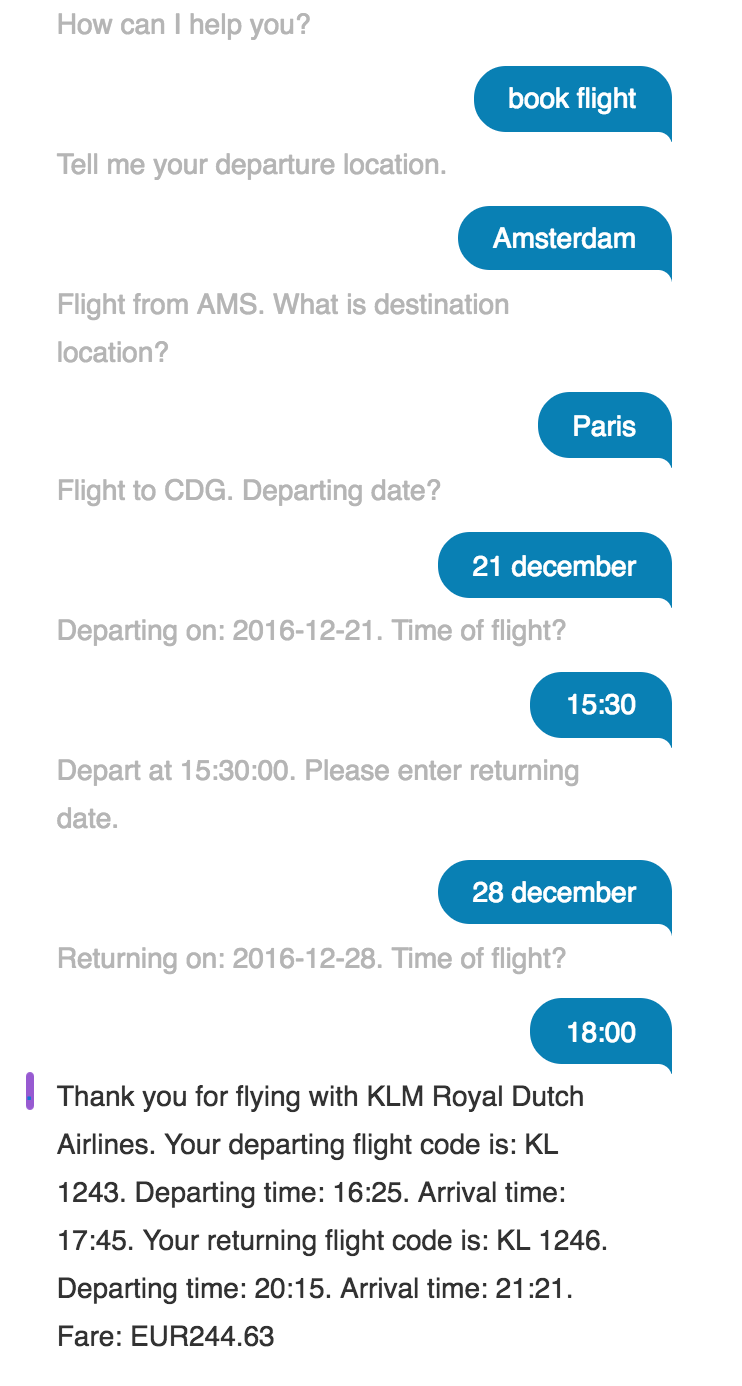 How can I help you?
book flight
Tell me your departure location.
Amsterdam
Flight from AMS. What is destination
location?
Paris
Flight to CDG. Departing date?
21 december
Departing on: 2016-12-21. Time of flight?
15:30
Depart at 15:30:00. Please enter returning
date.
28 december
Returning on: 2016-12-28. Time of flight?
18:00
Thank you for flying with KLM Royal Dutch
Airlines. Your departing flight code is: KL
1243. Departing time: 16:25. Arrival time:
17:45. Your returning flight code is: KL 1246.
Departing time: 20:15. Arrival time: 21:21.
Fare: EUR244.63